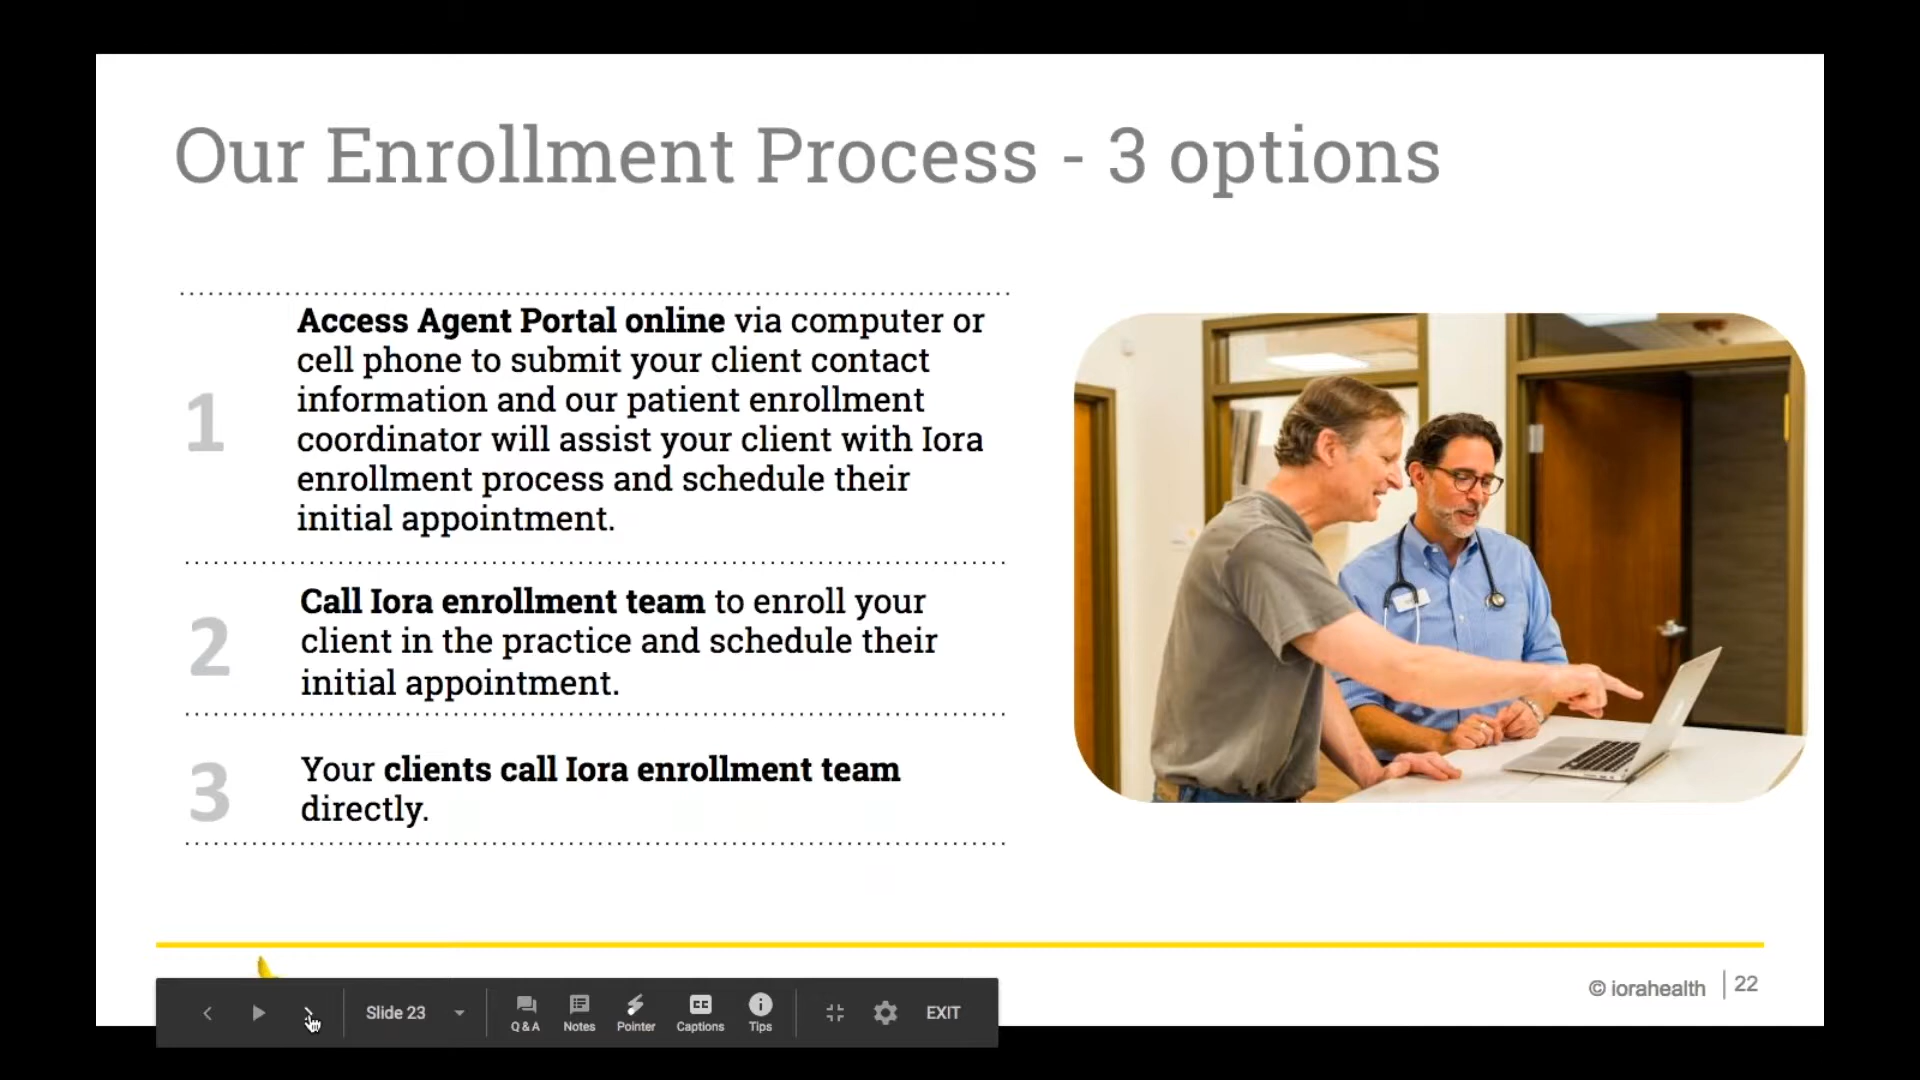 Our Enrollment Process - 3 options
1
Access Agent Portal online via computer or
cell phone to submit your client contact
information and our patient enrollment
coordinator will assist your client with Iora
enrollment process and schedule their
initial appointment.
2
Call Iora enrollment team to enroll your
client in the practice and schedule their
initial appointment.
3
Your clients call Iora enrollment team
directly.
© iorahealth | 22
Slide 23
Q & A
Notes
Pointer
CC
Captions
Tips
EXIT